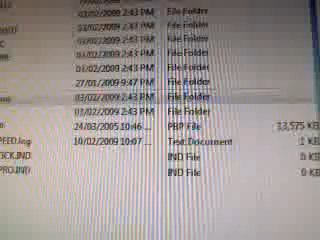 03/02/2009 2:43 PM File Folder
03/02/2009 2:43 PM File Folder
03/02/2009 2:43 PM File Folder
03/02/2009 2:43 PM File Folder
03/02/2009 2:43 PM File Folder
27/01/2009 9:47 PM File Folder
03/02/2009 2:43 PM File Folder
03/02/2009 2:43 PM File Folder
24/03/2005 10:46 ... PBP File 13,575 KB
PEED.log 10/02/2009 10:07 ... Text Document 1 KB
SCK.IND IND File 0 KB
PRO.IND IND File 0 KB